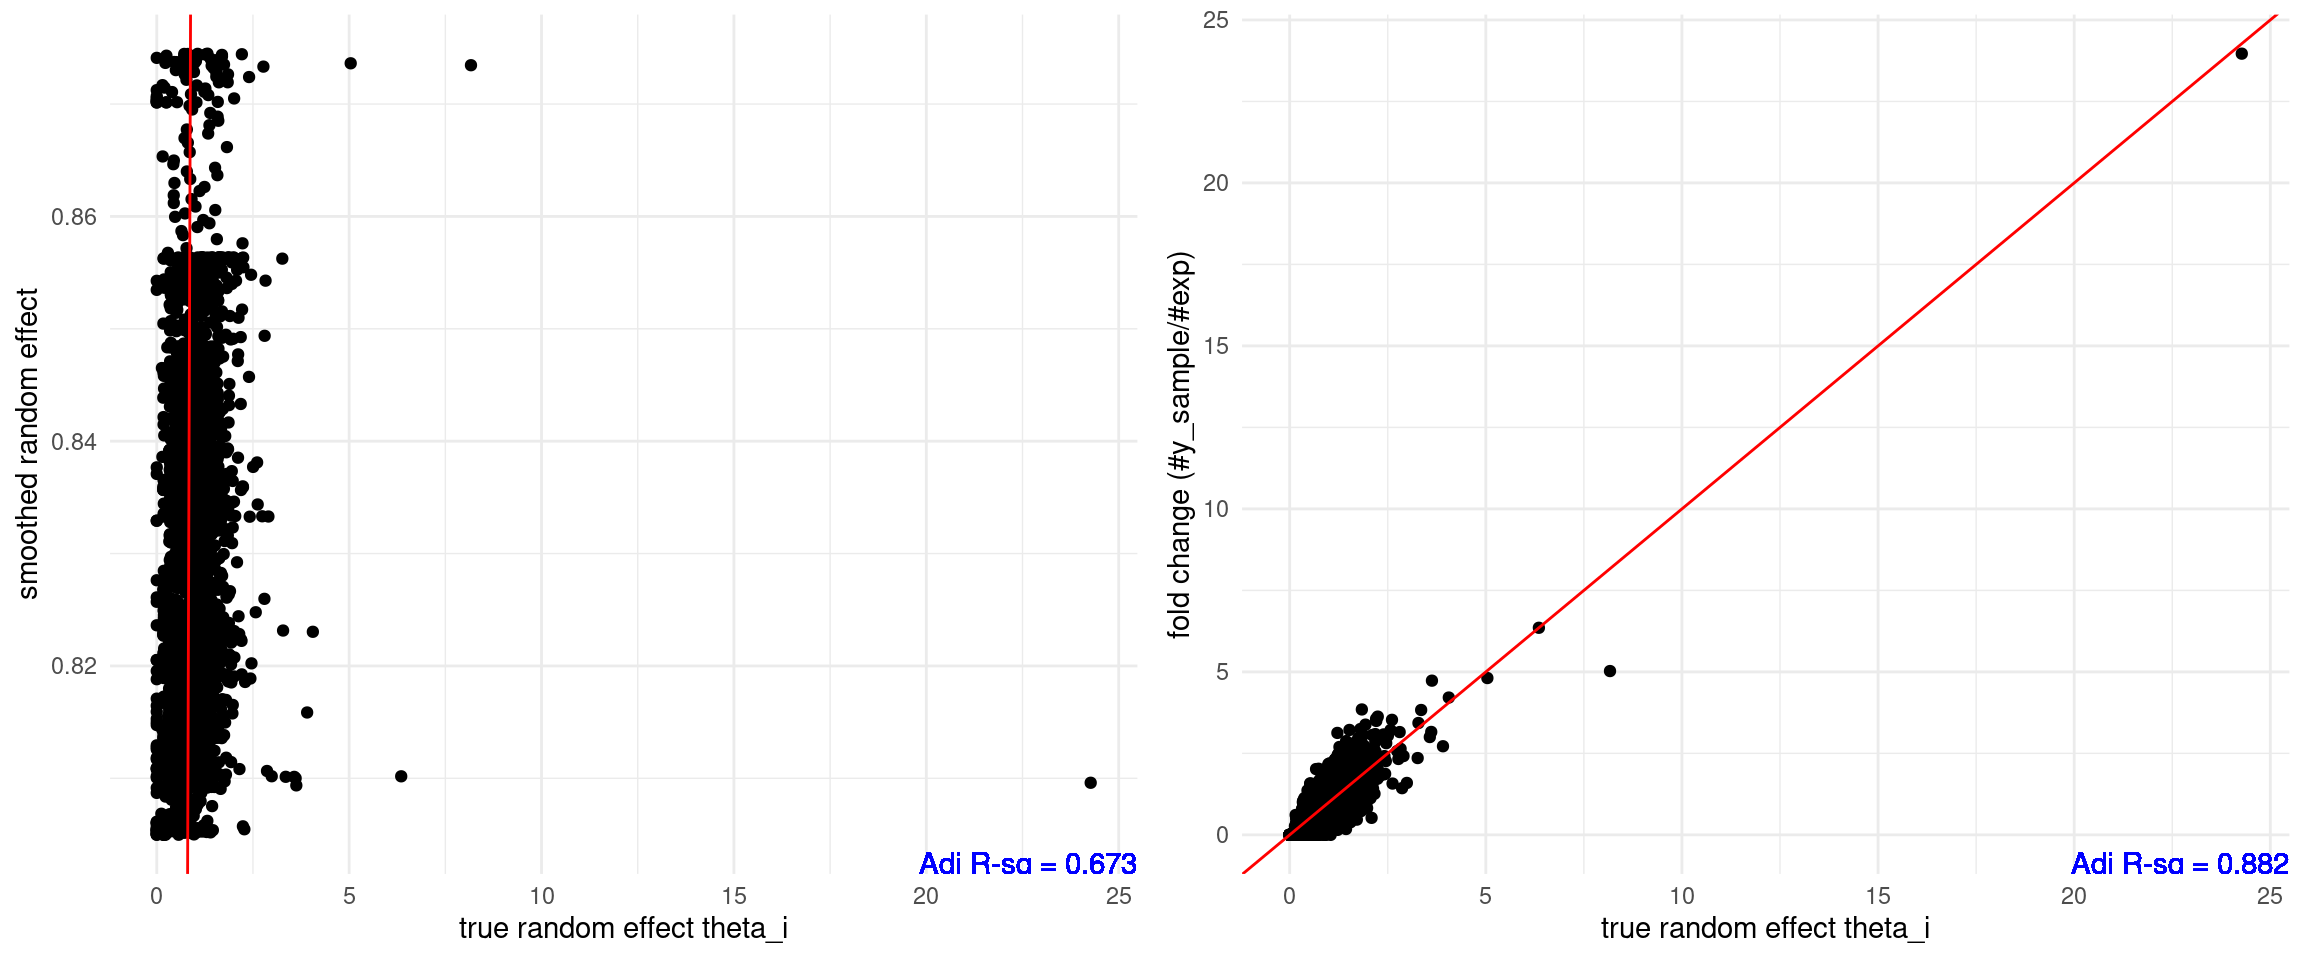 smoothed random effect
0.86
0.84
0.82
0 5 10 15 20 25
true random effect theta_i
Adj R-sq = 0.673
fold change (#y_sample/#exp)
25
20
15
10
5
0
0 5 10 15 20 25
true random effect theta_i
Adj R-sq = 0.882